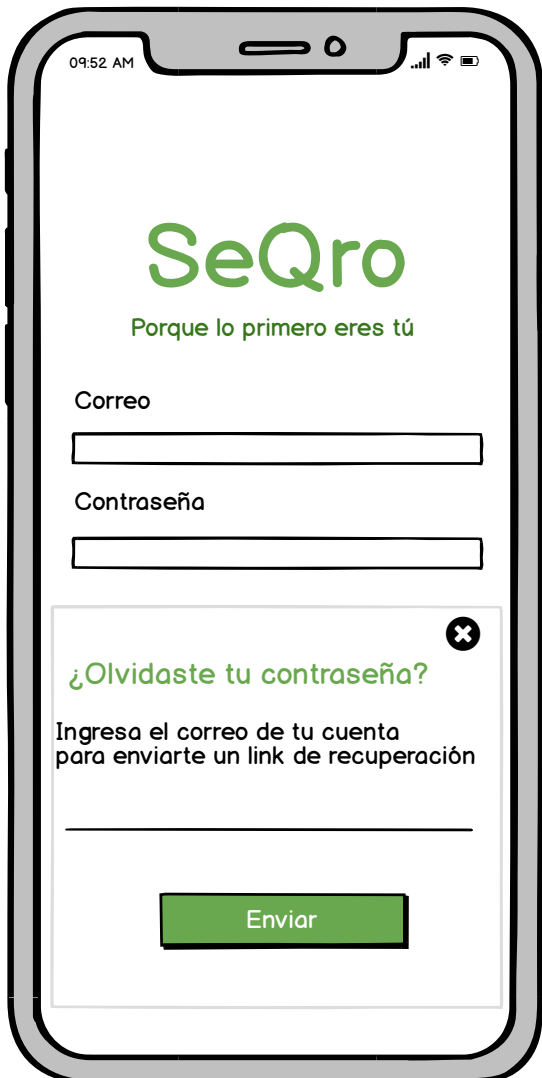 09:52 AM
SeQro
Porque lo primero eres tú
Correo
Contraseña
¿Olvidaste tu contraseña?
Ingresa el correo de tu cuenta
para enviarte un link de recuperación
Enviar